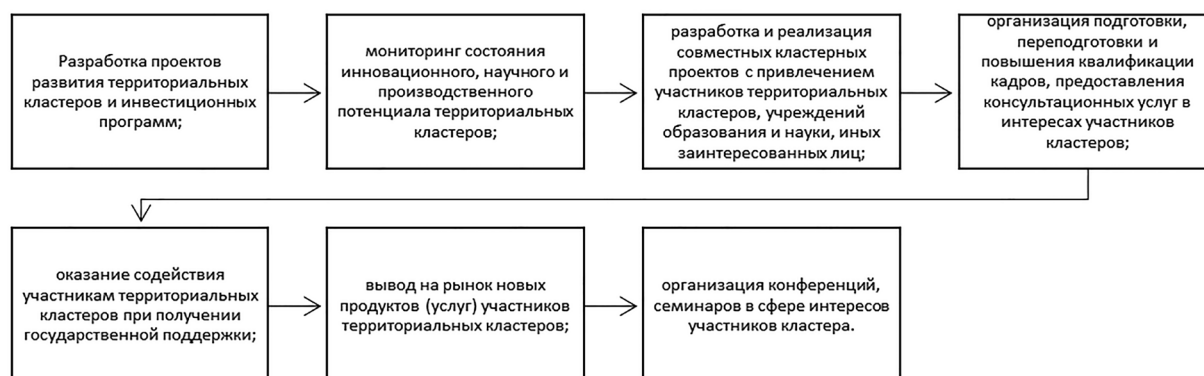 Разработка проектов
развития территориальных
кластеров и инвестиционных
программ;
мониторинг состояния
инновационного, научного и
производственного
потенциала территориальных
кластеров;
разработка и реализация
совместных кластерных
проектов с привлечением
участников территориальных
кластеров, учреждений
образования и науки, иных
заинтересованных лиц;
организация подготовки,
переподготовки и
повышения квалификации
кадров, предоставления
консультационных услуг в
интересах участников
кластеров;
оказание содействия
участникам территориальных
кластеров при получении
государственной поддержки;
вывод на рынок новых
продуктов (услуг) участников
территориальных кластеров;
организация конференций,
семинаров в сфере интересов
участников кластера.